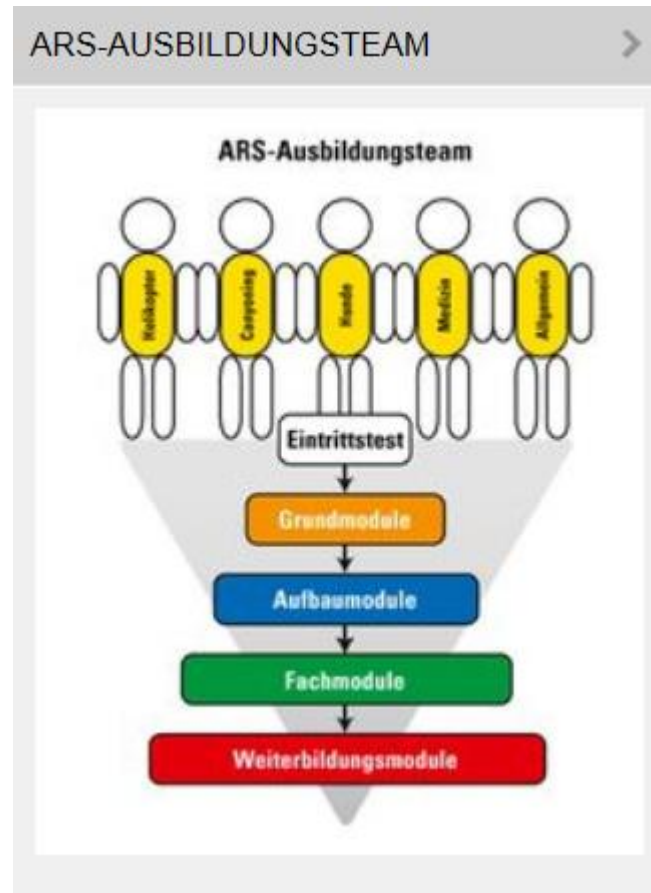 ARS-AUSBILDUNGSTEAM
ARS-Ausbildungsteam
Helikopter
Canyoning
Hunde
Medizin
Allgemein
Eintrittstest
Grundmodule
Aufbaumodule
Fachmodule
Weiterbildungsmodule